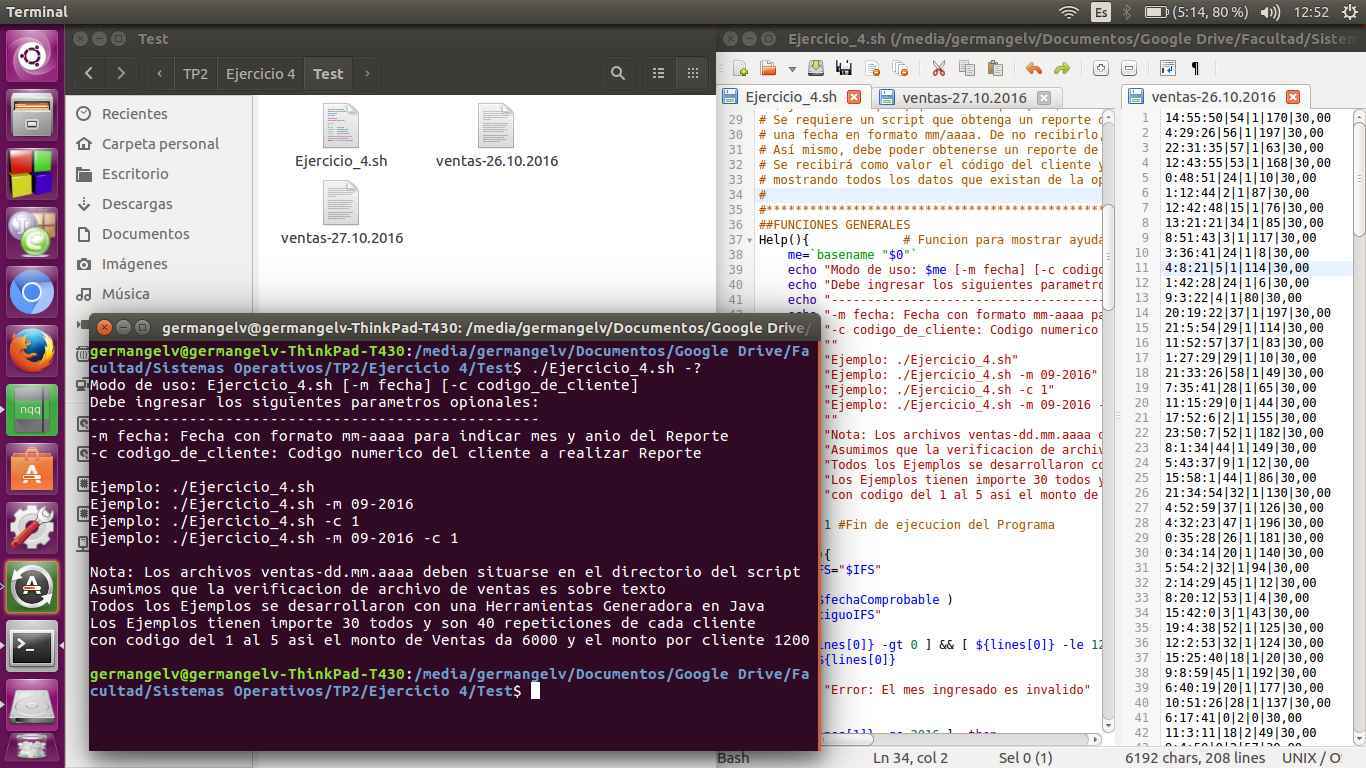 Terminal
Es
(5:14, 80 %)
12:52
Test
TP2
Ejercicio 4
Test
Recientes
Carpeta personal
Escritorio
Descargas
Documentos
Imágenes
Música
Ejercicio_4.sh
ventas-26.10.2016
ventas-27.10.2016
nqq
germangelv@germangelv-ThinkPad-T430: /media/germangelv/Documentos/Google Drive/
germangelv@germangelv-ThinkPad-T430:/media/germangelv/Documentos/Google Drive/Fa
cultad/Sistemas Operativos/TP2/Ejercicio 4/Test$ ./Ejercicio_4.sh -?
Modo de uso: Ejercicio_4.sh [-m fecha] [-c codigo_de_cliente]
Debe ingresar los siguientes parametros opionales:
--------------------------------------------------
-m fecha: Fecha con formato mm-aaaa para indicar mes y anio del Reporte
-c codigo_de_cliente: Codigo numerico del cliente a realizar Reporte
Ejemplo: ./Ejercicio_4.sh
Ejemplo: ./Ejercicio_4.sh -m 09-2016
Ejemplo: ./Ejercicio_4.sh -c 1
Ejemplo: ./Ejercicio_4.sh -m 09-2016 -c 1
Nota: Los archivos ventas-dd.mm.aaaa deben situarse en el directorio del script
Asumimos que la verificacion de archivo de ventas es sobre texto
Todos los Ejemplos se desarrollaron con una Herramientas Generadora en Java
Los Ejemplos tienen importe 30 todos y son 40 repeticiones de cada cliente
con codigo del 1 al 5 asi el monto de Ventas da 6000 y el monto por cliente 1200
germangelv@germangelv-ThinkPad-T430:/media/germangelv/Documentos/Google Drive/Fa
cultad/Sistemas Operativos/TP2/Ejercicio 4/Test$
Ejercicio_4.sh (/media/germangelv/Documentos/Google Drive/Facultad/Sistem
Ejercicio_4.sh
ventas-27.10.2016
ventas-26.10.2016
29 # Se requiere un script que obtenga un reporte d
30 # una fecha en formato mm/aaaa. De no recibirlo,
31 # Así mismo, debe poder obtenerse un reporte de
32 # Se recibirá como valor el código del cliente y
33 # mostrando todos los datos que existan de la op
34 #
35 #***********************************************
36 ##FUNCIONES GENERALES
37 Help(){ # Funcion para mostrar ayuda
38 me=`basename "$0"`
39 echo "Modo de uso: $me [-m fecha] [-c codigo
40 echo "Debe ingresar los siguientes parametro
41 echo "--------------------------------------
"-m fecha: Fecha con formato mm-aaaa pa
"-c codigo_de_cliente: Codigo numerico
""
"Ejemplo: ./Ejercicio_4.sh"
"Ejemplo: ./Ejercicio_4.sh -m 09-2016"
"Ejemplo: ./Ejercicio_4.sh -c 1"
"Ejemplo: ./Ejercicio_4.sh -m 09-2016 -
""
"Nota: Los archivos ventas-dd.mm.aaaa d
"Asumimos que la verificacion de archiv
"Todos los Ejemplos se desarrollaron co
"Los Ejemplos tienen importe 30 todos y
"con codigo del 1 al 5 asi el monto de
1 #Fin de ejecucion del Programa
){
FS="$IFS"
$fechaComprobable )
iguoIFS"
lines[0]} -gt 0 ] && [ ${lines[0]} -le 12
${lines[0]}
"Error: El mes ingresado es invalido"
1 14:55:50|54|1|170|30,00
2 4:29:26|56|1|197|30,00
3 22:31:35|57|1|63|30,00
4 12:43:55|53|1|168|30,00
5 0:48:51|24|1|10|30,00
6 1:12:44|2|1|87|30,00
7 12:42:48|15|1|76|30,00
8 13:21:21|34|1|85|30,00
9 8:51:43|3|1|117|30,00
10 3:36:41|24|1|8|30,00
11 4:8:21|5|1|114|30,00
12 1:42:28|24|1|6|30,00
13 9:3:22|4|1|80|30,00
14 20:19:22|37|1|197|30,00
15 21:5:54|29|1|114|30,00
16 11:52:57|37|1|83|30,00
17 1:27:29|29|1|10|30,00
18 21:33:26|58|1|49|30,00
19 7:35:41|28|1|65|30,00
20 11:15:29|0|1|44|30,00
21 17:52:6|2|1|155|30,00
22 23:50:7|52|1|182|30,00
23 8:1:34|44|1|149|30,00
24 5:43:37|9|1|12|30,00
25 15:58:1|44|1|86|30,00
26 21:34:54|32|1|130|30,00
27 4:52:59|37|1|126|30,00
28 4:32:23|47|1|196|30,00
29 0:35:28|26|1|181|30,00
30 0:34:14|20|1|140|30,00
31 5:54:2|32|1|94|30,00
32 2:14:29|45|1|12|30,00
33 8:20:12|53|1|4|30,00
34 15:42:0|3|1|43|30,00
35 19:4:38|52|1|125|30,00
36 12:2:53|32|1|124|30,00
37 15:25:40|18|1|20|30,00
38 9:8:59|45|1|192|30,00
39 6:40:19|20|1|177|30,00
40 10:51:26|28|1|137|30,00
41 6:17:41|0|2|0|30,00
42 11:3:11|18|2|49|30,00
Bash
Ln 34, col 2
Sel 0 (1)
6192 chars, 208 lines
UNIX / OS